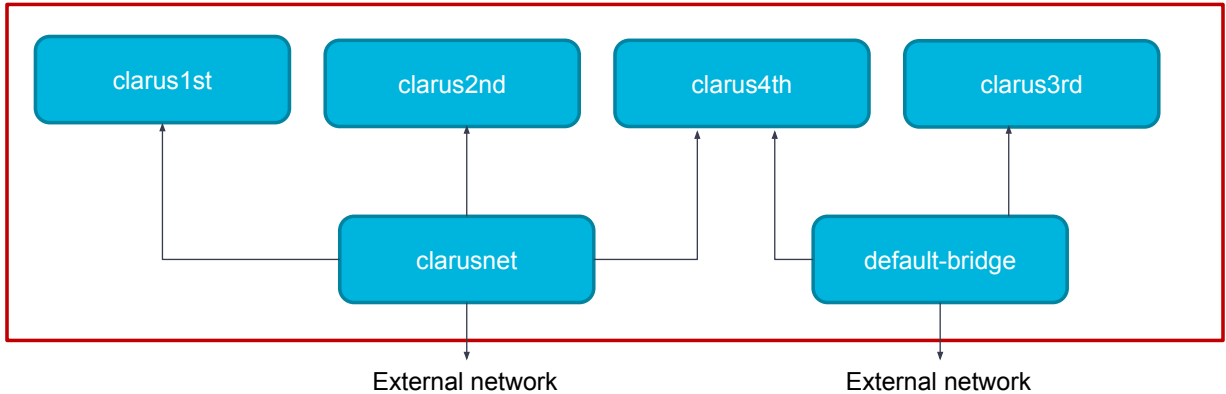 clarus1st
clarus2nd
clarus4th
clarus3rd
clarusnet
default-bridge
External network
External network